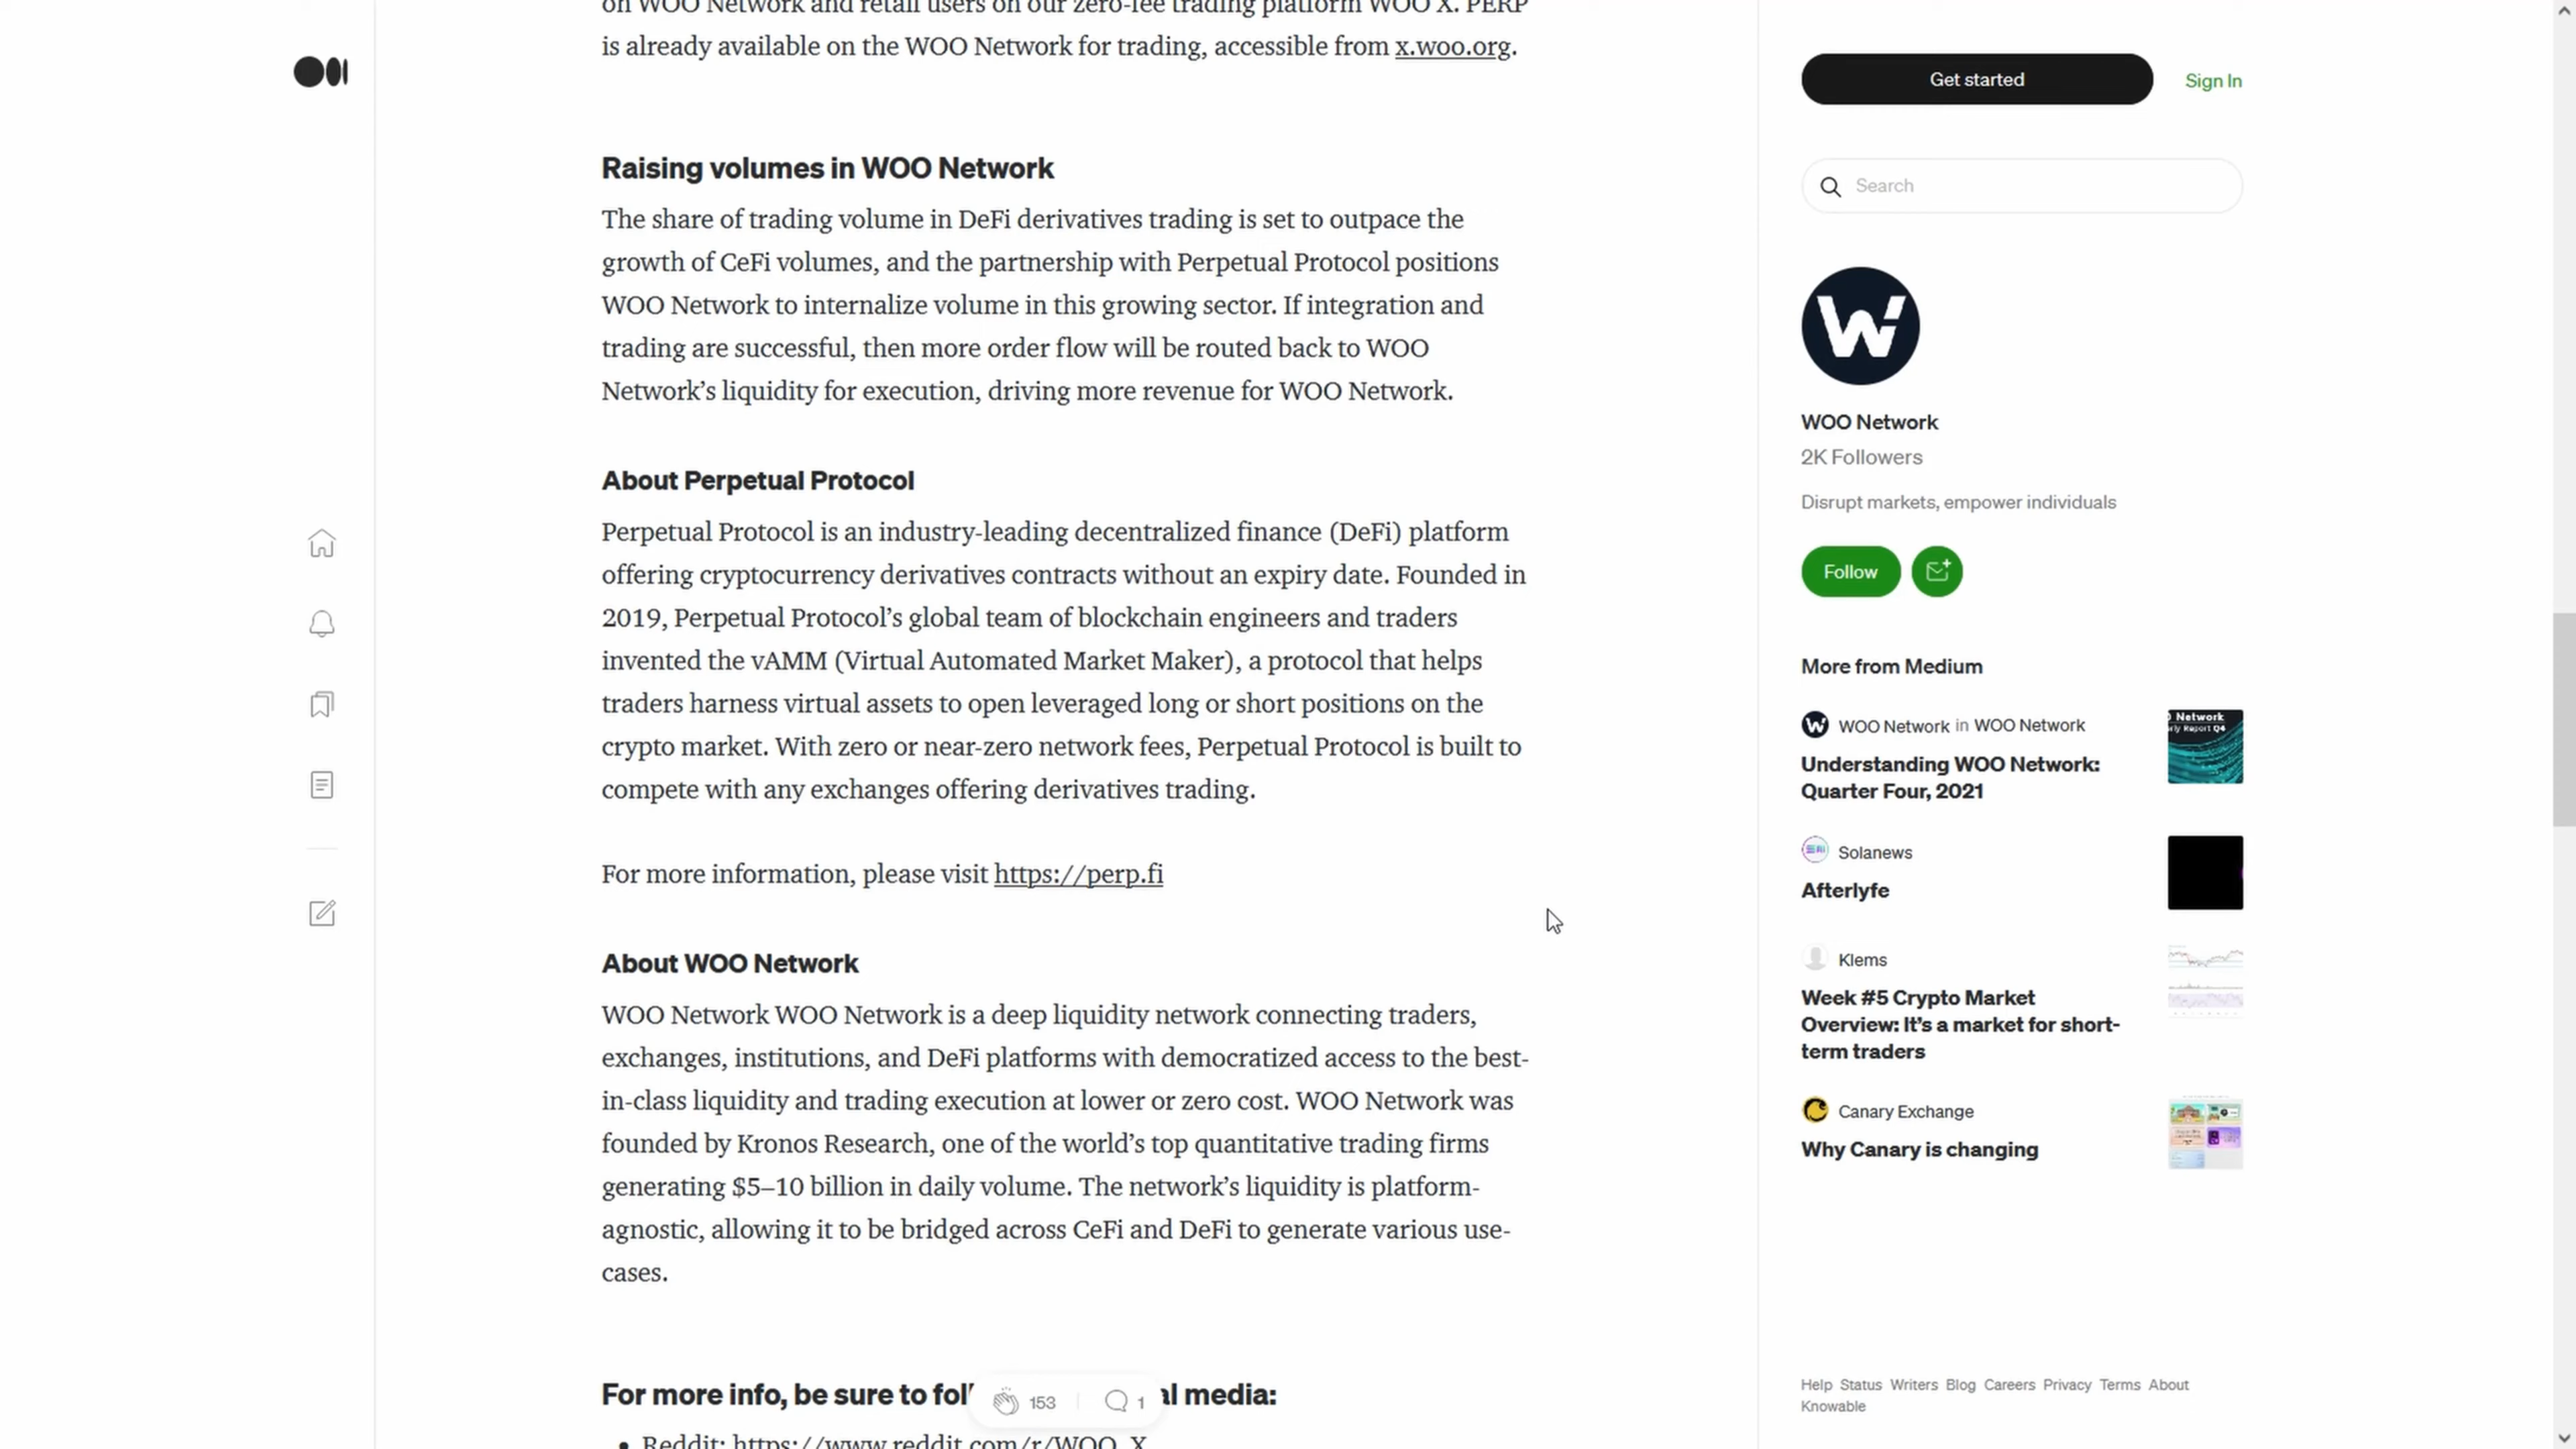 on WOO Network and retail users on our zero-fee trading platform WOO X. PERP
is already available on the WOO Network for trading, accessible from x.woo.org.
Raising volumes in WOO Network
The share of trading volume in DeFi derivatives trading is set to outpace the
growth of CeFi volumes, and the partnership with Perpetual Protocol positions
WOO Network to internalize volume in this growing sector. If integration and
trading are successful, then more order flow will be routed back to WOO
Network’s liquidity for execution, driving more revenue for WOO Network.
About Perpetual Protocol
Perpetual Protocol is an industry-leading decentralized finance (DeFi) platform
offering cryptocurrency derivatives contracts without an expiry date. Founded in
2019, Perpetual Protocol’s global team of blockchain engineers and traders
invented the vAMM (Virtual Automated Market Maker), a protocol that helps
traders harness virtual assets to open leveraged long or short positions on the
crypto market. With zero or near-zero network fees, Perpetual Protocol is built to
compete with any exchanges offering derivatives trading.
For more information, please visit https://perp.fi
About WOO Network
WOO Network WOO Network is a deep liquidity network connecting traders,
exchanges, institutions, and DeFi platforms with democratized access to the best-
in-class liquidity and trading execution at lower or zero cost. WOO Network was
founded by Kronos Research, one of the world’s top quantitative trading firms
generating $5–10 billion in daily volume. The network’s liquidity is platform-
agnostic, allowing it to be bridged across CeFi and DeFi to generate various use-
cases.
For more info, be sure to fol al media:
153 1
Reddit: https://www.reddit.com/r/WOO_X
Get started Sign In
Search
WOO Network
2K Followers
Disrupt markets, empower individuals
Follow
More from Medium
WOO Network in WOO Network
Understanding WOO Network:
Quarter Four, 2021
Network
rly Report Q4
Solanews
Afterlyfe
Klems
Week #5 Crypto Market
Overview: It’s a market for short-
term traders
Canary Exchange
Why Canary is changing
Help Status Writers Blog Careers Privacy Terms About
Knowable